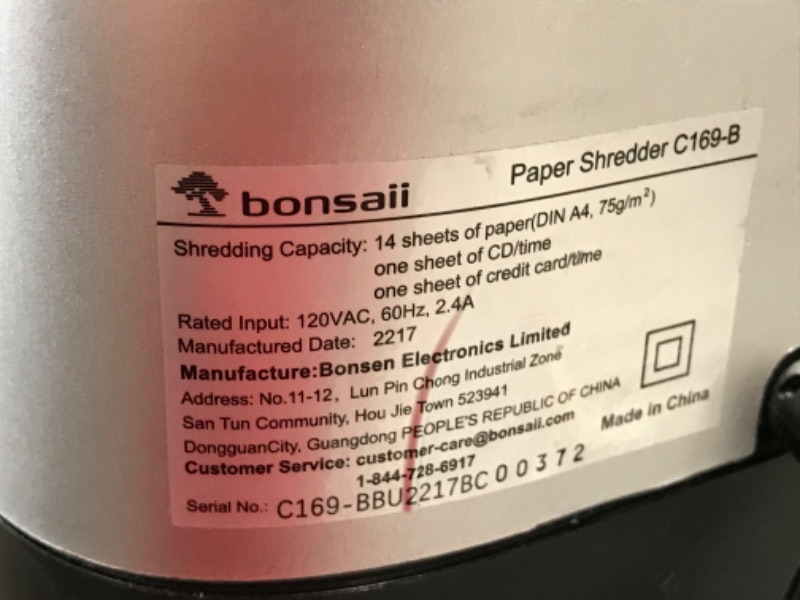 bonsaii
Paper Shredder C169-B
Shredding Capacity: 14 sheets of paper(DIN A4, 75g/m²)
one sheet of CD/time
one sheet of credit card/time
Rated Input: 120VAC, 60Hz, 2.4A
Manufactured Date: 2217
Manufacture:Bonsen Electronics Limited
Address: No.11-12, Lun Pin Chong Industrial Zone
San Tun Community, Hou Jie Town 523941
DongguanCity, Guangdong PEOPLE'S REPUBLIC OF CHINA
Customer Service: customer-care@bonsaii.com
1-844-728-6917
Made in China
Serial No.: C169-BBU2217BC00372